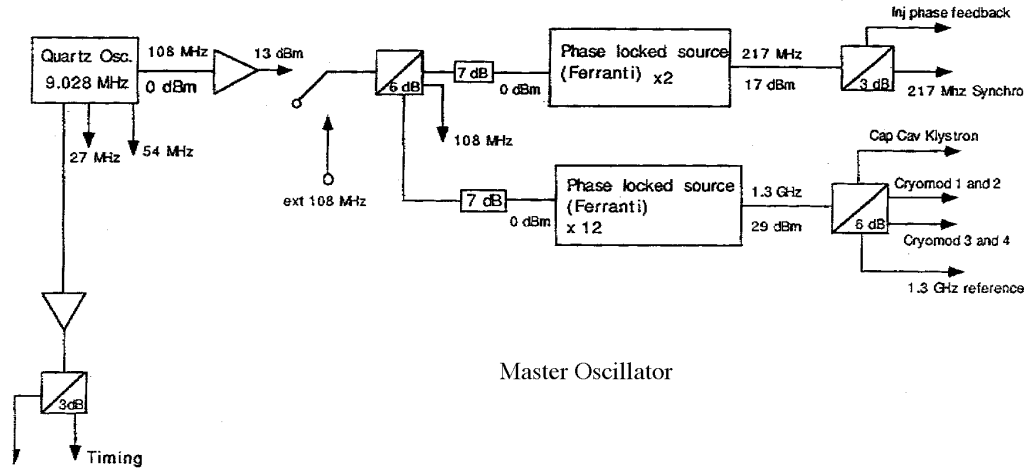 Inj phase feedback
Quartz Osc.
9.028 MHz
108 MHz
0 dBm
13 dBm
6 dB
7 dB
0 dBm
Phase locked source
(Ferranti) x2
217 MHz
17 dBm
3 dB
217 Mhz Synchro
27 MHz
54 MHz
108 MHz
ext 108 MHz
Cap Cav Klystron
7 dB
0 dBm
Phase locked source
(Ferranti)
x 12
1.3 GHz
29 dBm
6 dB
Cryomod 1 and 2
Cryomod 3 and 4
1.3 GHz reference
Master Oscillator
3dB
Timing